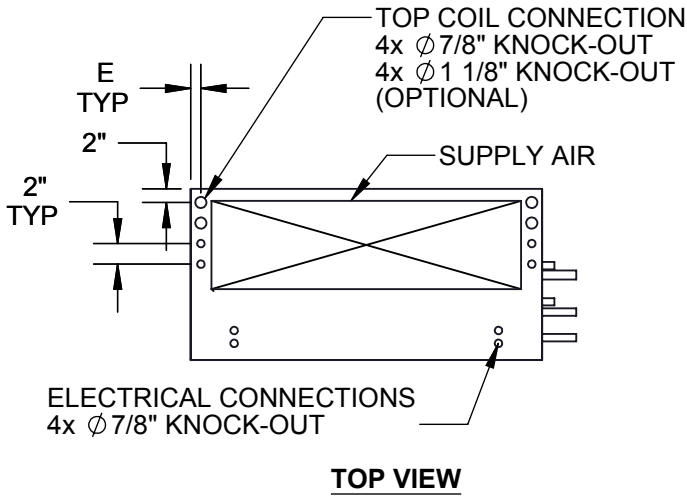 TOP COIL CONNECTION
4x ∅7/8" KNOCK-OUT
4x ∅1 1/8" KNOCK-OUT
(OPTIONAL)
E
TYP
2"
SUPPLY AIR
2"
TYP
ELECTRICAL CONNECTIONS
4x ∅7/8" KNOCK-OUT
TOP VIEW